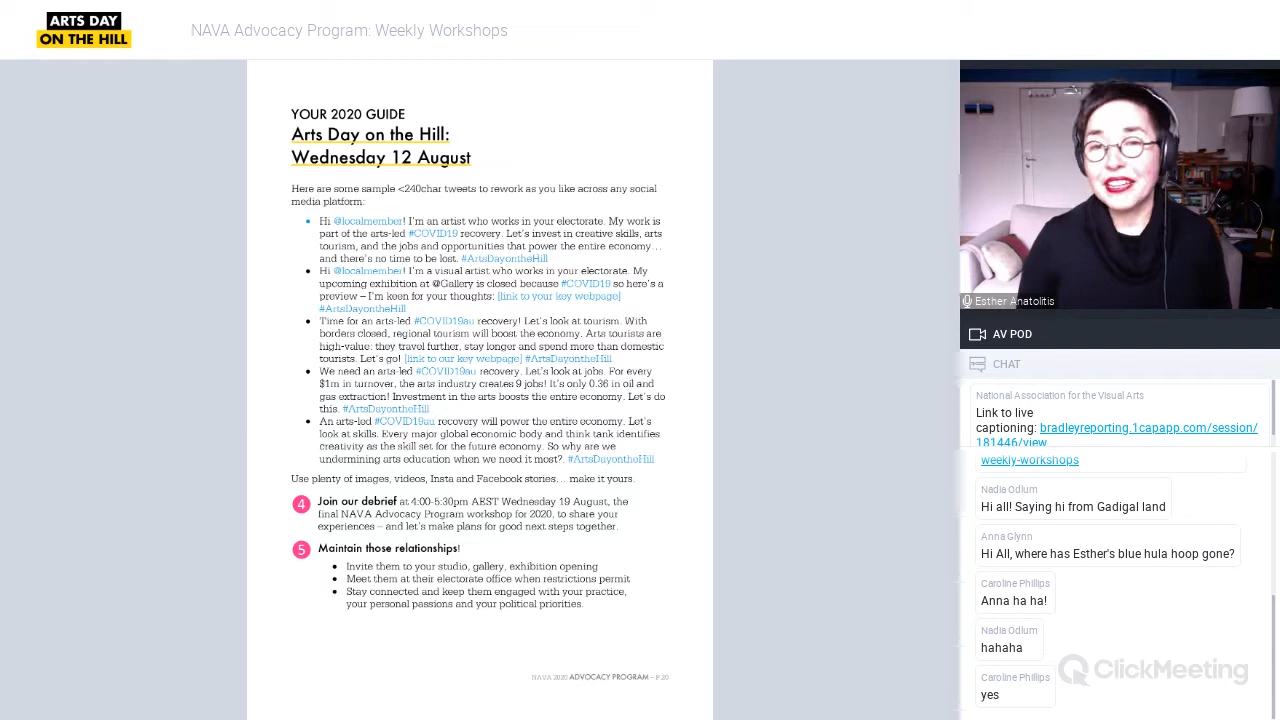 ARTS DAY
ON THE HILL
NAVA Advocacy Program: Weekly Workshops
YOUR 2020 GUIDE
Arts Day on the Hill:
Wednesday 12 August
Here are some sample <240char tweets to rework as you like across any social
media platform:
• Hi @localmember! I'm an artist who works in your electorate. My work is
part of the arts-led #COVID19 recovery. Let's invest in creative skills, arts
tourism, and the jobs and opportunities that power the entire economy…
and there's no time to be lost. #ArtsDayontheHill
• Hi @localmember! I'm a visual artist who works in your electorate. My
upcoming exhibition at @Gallery is closed because #COVID19 so here's a
preview – I'm keen for your thoughts: [link to your key webpage]
#ArtsDayontheHill
• Time for an arts-led #COVID19au recovery! Let's look at tourism. With
borders closed, regional tourism will boost the economy. Arts tourists are
high-value: they travel further, stay longer and spend more than domestic
tourists. Let's go! [link to our key webpage] #ArtsDayontheHill
• We need an arts-led #COVID19au recovery. Let's look at jobs. For every
$1m in turnover, the arts industry creates 9 jobs! It's only 0.36 in oil and
gas extraction! Investment in the arts boosts the entire economy. Let's do
this. #ArtsDayontheHill
• An arts-led #COVID19au recovery will power the entire economy. Let's
look at skills. Every major global economic body and think tank identifies
creativity as the skill set for the future economy. So why are we
undermining arts education when we need it most?. #ArtsDayontheHill
Use plenty of images, videos, Insta and Facebook stories… make it yours.
4 Join our debrief at 4:00-5:30pm AEST Wednesday 19 August, the
final NAVA Advocacy Program workshop for 2020, to share your
experiences – and let's make plans for good next steps together.
5 Maintain those relationships!
• Invite them to your studio, gallery, exhibition opening
• Meet them at their electorate office when restrictions permit
• Stay connected and keep them engaged with your practice,
your personal passions and your political priorities.
NAVA 2020 ADVOCACY PROGRAM – P.20
Esther Anatolitis
AV POD
CHAT
National Association for the Visual Arts
Link to live
captioning: bradleyreporting.1capapp.com/session/
181446/view
weekly-workshops
Nadia Odlum
Hi all! Saying hi from Gadigal land
Anna Glynn
Hi All, where has Esther's blue hula hoop gone?
Caroline Phillips
Anna ha ha!
Nadia Odlum
hahaha
Caroline Phillips
yes
ClickMeeting